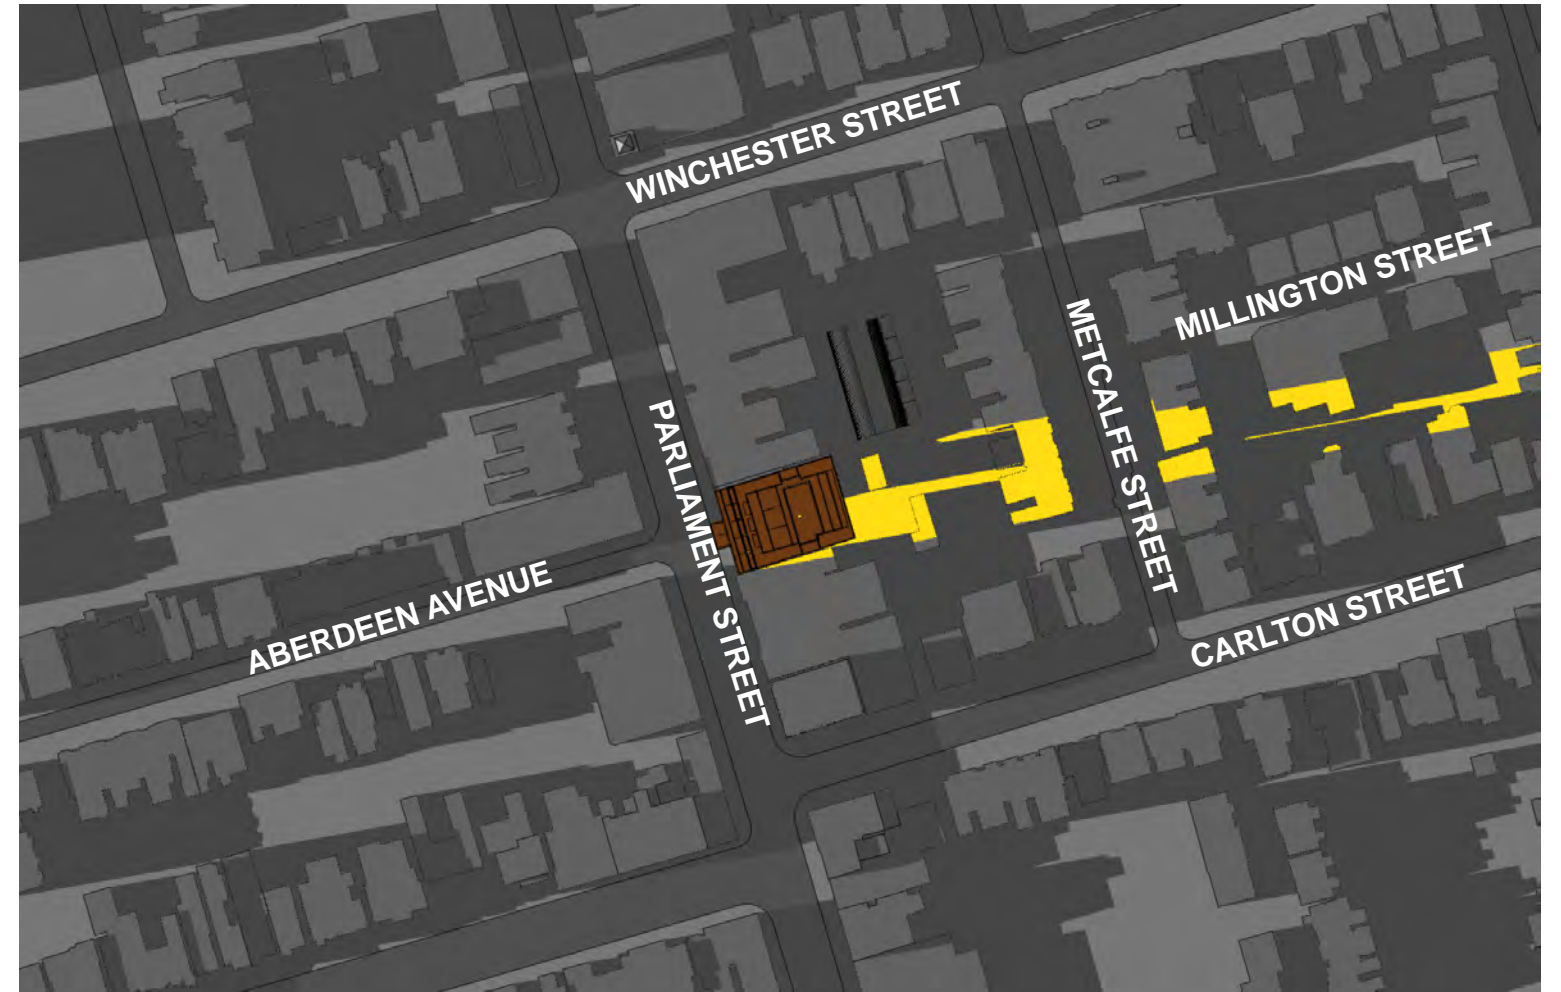 WINCHESTER STREET
MILLINGTON STREET
METCALFE STREET
PARLIAMENT STREET
ABERDEEN AVENUE
CARLTON STREET